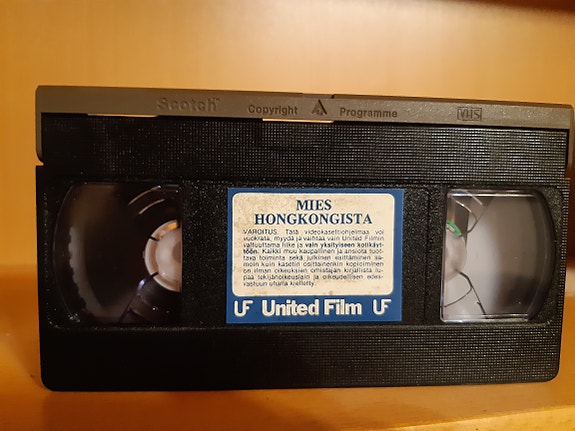 Scotch Copyright Programme VHS
MIES
HONGKONGISTA
VAROITUS. Tätä videokasettiohjelmaa voi
vuokrata, myydä ja vaihtaa vain United Filmin
valtuuttama liike ja vain yksityiseen kotikäyt-
töön. Kaikki muu kaupallinen ja ansiota tuot-
tava toiminta sekä julkinen esittäminen sa-
moin kuin kasetin osittainenkin kopioiminen
on ilman oikeuksien omistajan kirjallista lu-
paa tekijänoikeuslain ja oikeudellisen edes-
vastuun uhalla kielletty.
UF United Film UF